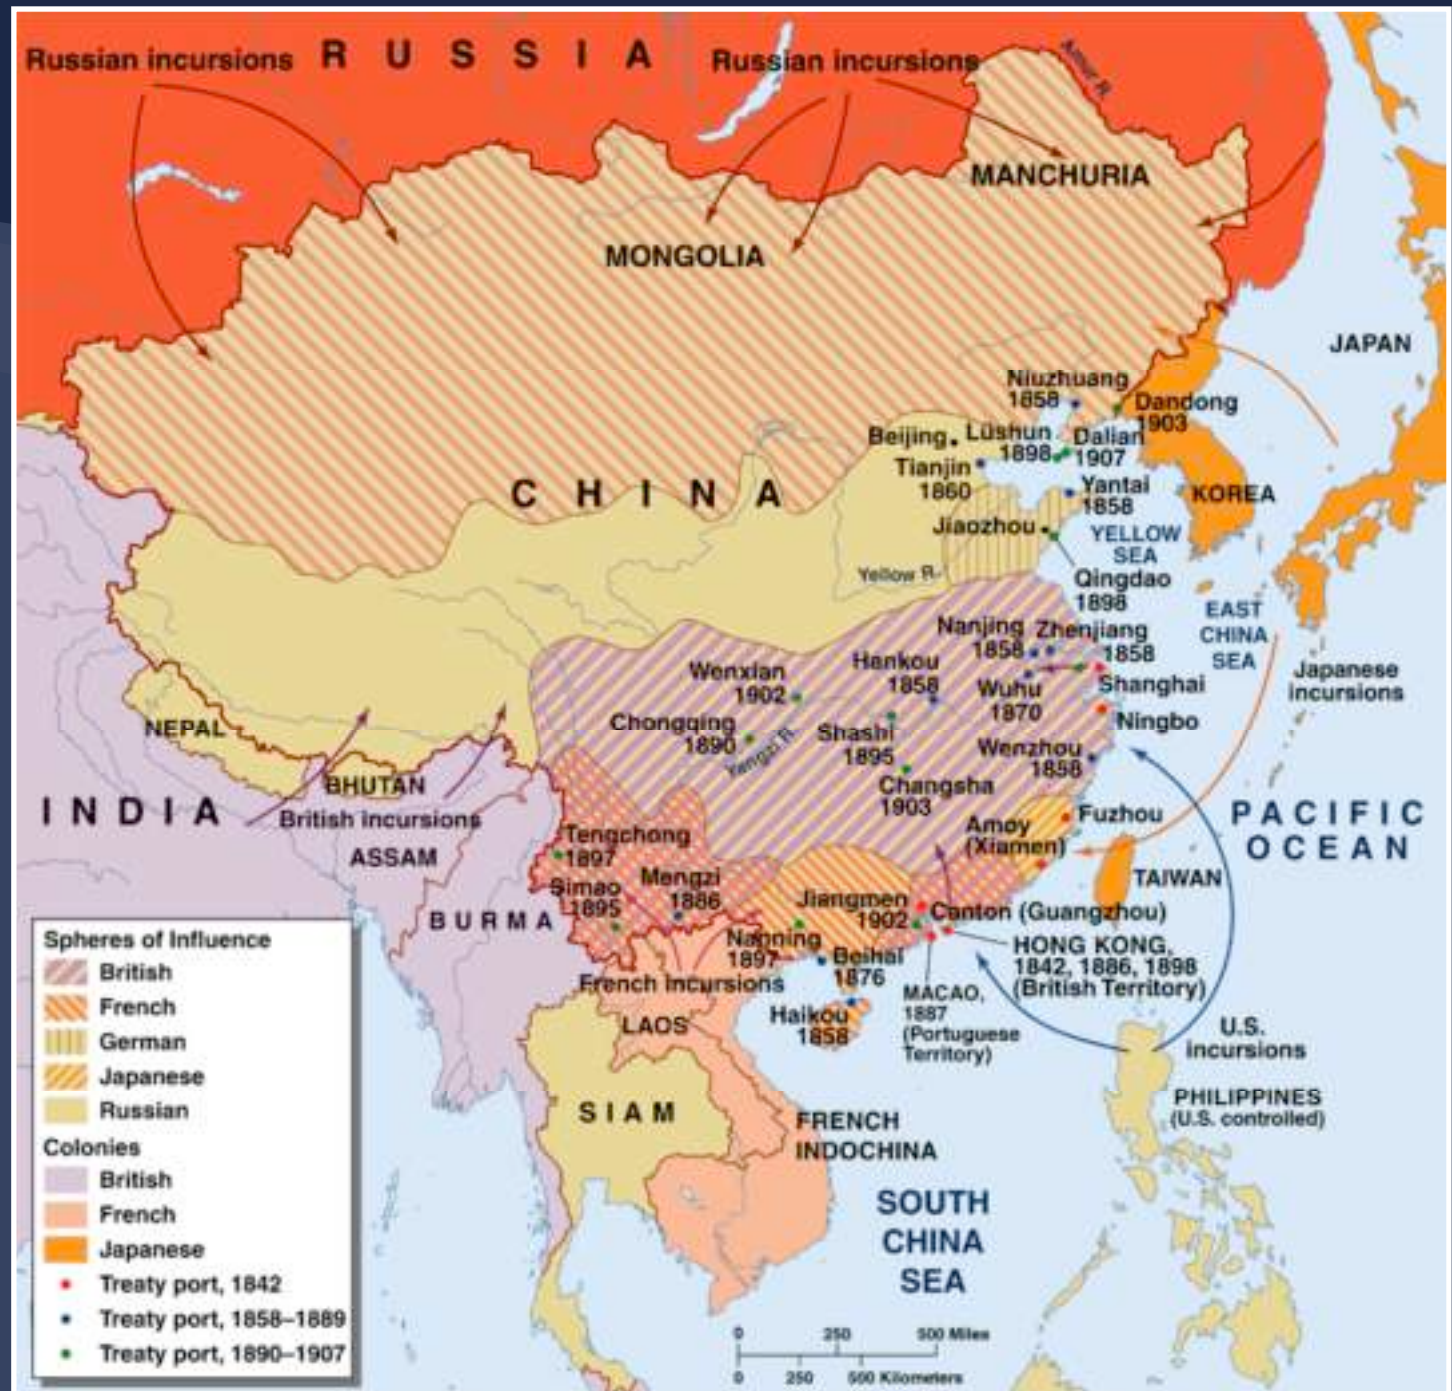 Russian incursions
RUSSIA
Russian incursions
Amur R.
MANCHURIA
MONGOLIA
JAPAN
Niuzhuang
1858
Dandong
1903
Beijing
Lüshun
1898
Dalian
1907
Tianjin
1860
CHINA
Yantai
1858
KOREA
Jiaozhou
YELLOW
SEA
Yellow R.
Qingdao
1898
EAST
CHINA
SEA
Nanjing
1858
Zhenjiang
1858
Japanese
incursions
Wenxian
1902
Hankou
1858
Wuhu
1870
Shanghai
Ningbo
Chongqing
1890
Yangzi R.
Shashi
1895
Wenzhou
1858
NEPAL
Changsha
1903
BHUTAN
INDIA
British incursions
PACIFIC
OCEAN
Fuzhou
Amoy
(Xiamen)
Tengchong
1897
ASSAM
TAIWAN
Simao
1895
Mengzi
1886
Jiangmen
1902
Canton (Guangzhou)
BURMA
Nanning
1897
Beihai
1876
HONG KONG,
1842, 1886, 1898
(British Territory)
French incursions
MACAO,
1887
(Portuguese
Territory)
Haikou
1858
LAOS
U.S.
incursions
SIAM
PHILIPPINES
(U.S. controlled)
FRENCH
INDOCHINA
SOUTH
CHINA
SEA
Spheres of Influence
British
French
German
Japanese
Russian
Colonies
British
French
Japanese
Treaty port, 1842
Treaty port, 1858–1889
Treaty port, 1890–1907
0 250 500 Miles
0 250 500 Kilometers